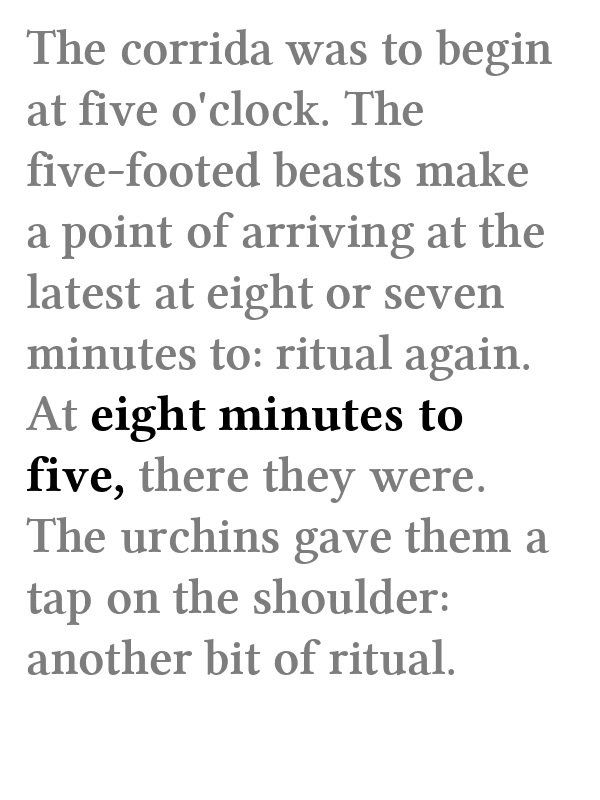 The corrida was to begin
at five o'clock. The
five-footed beasts make
a point of arriving at the
latest at eight or seven
minutes to: ritual again.
At eight minutes to
five, there they were.
The urchins gave them a
tap on the shoulder:
another bit of ritual.